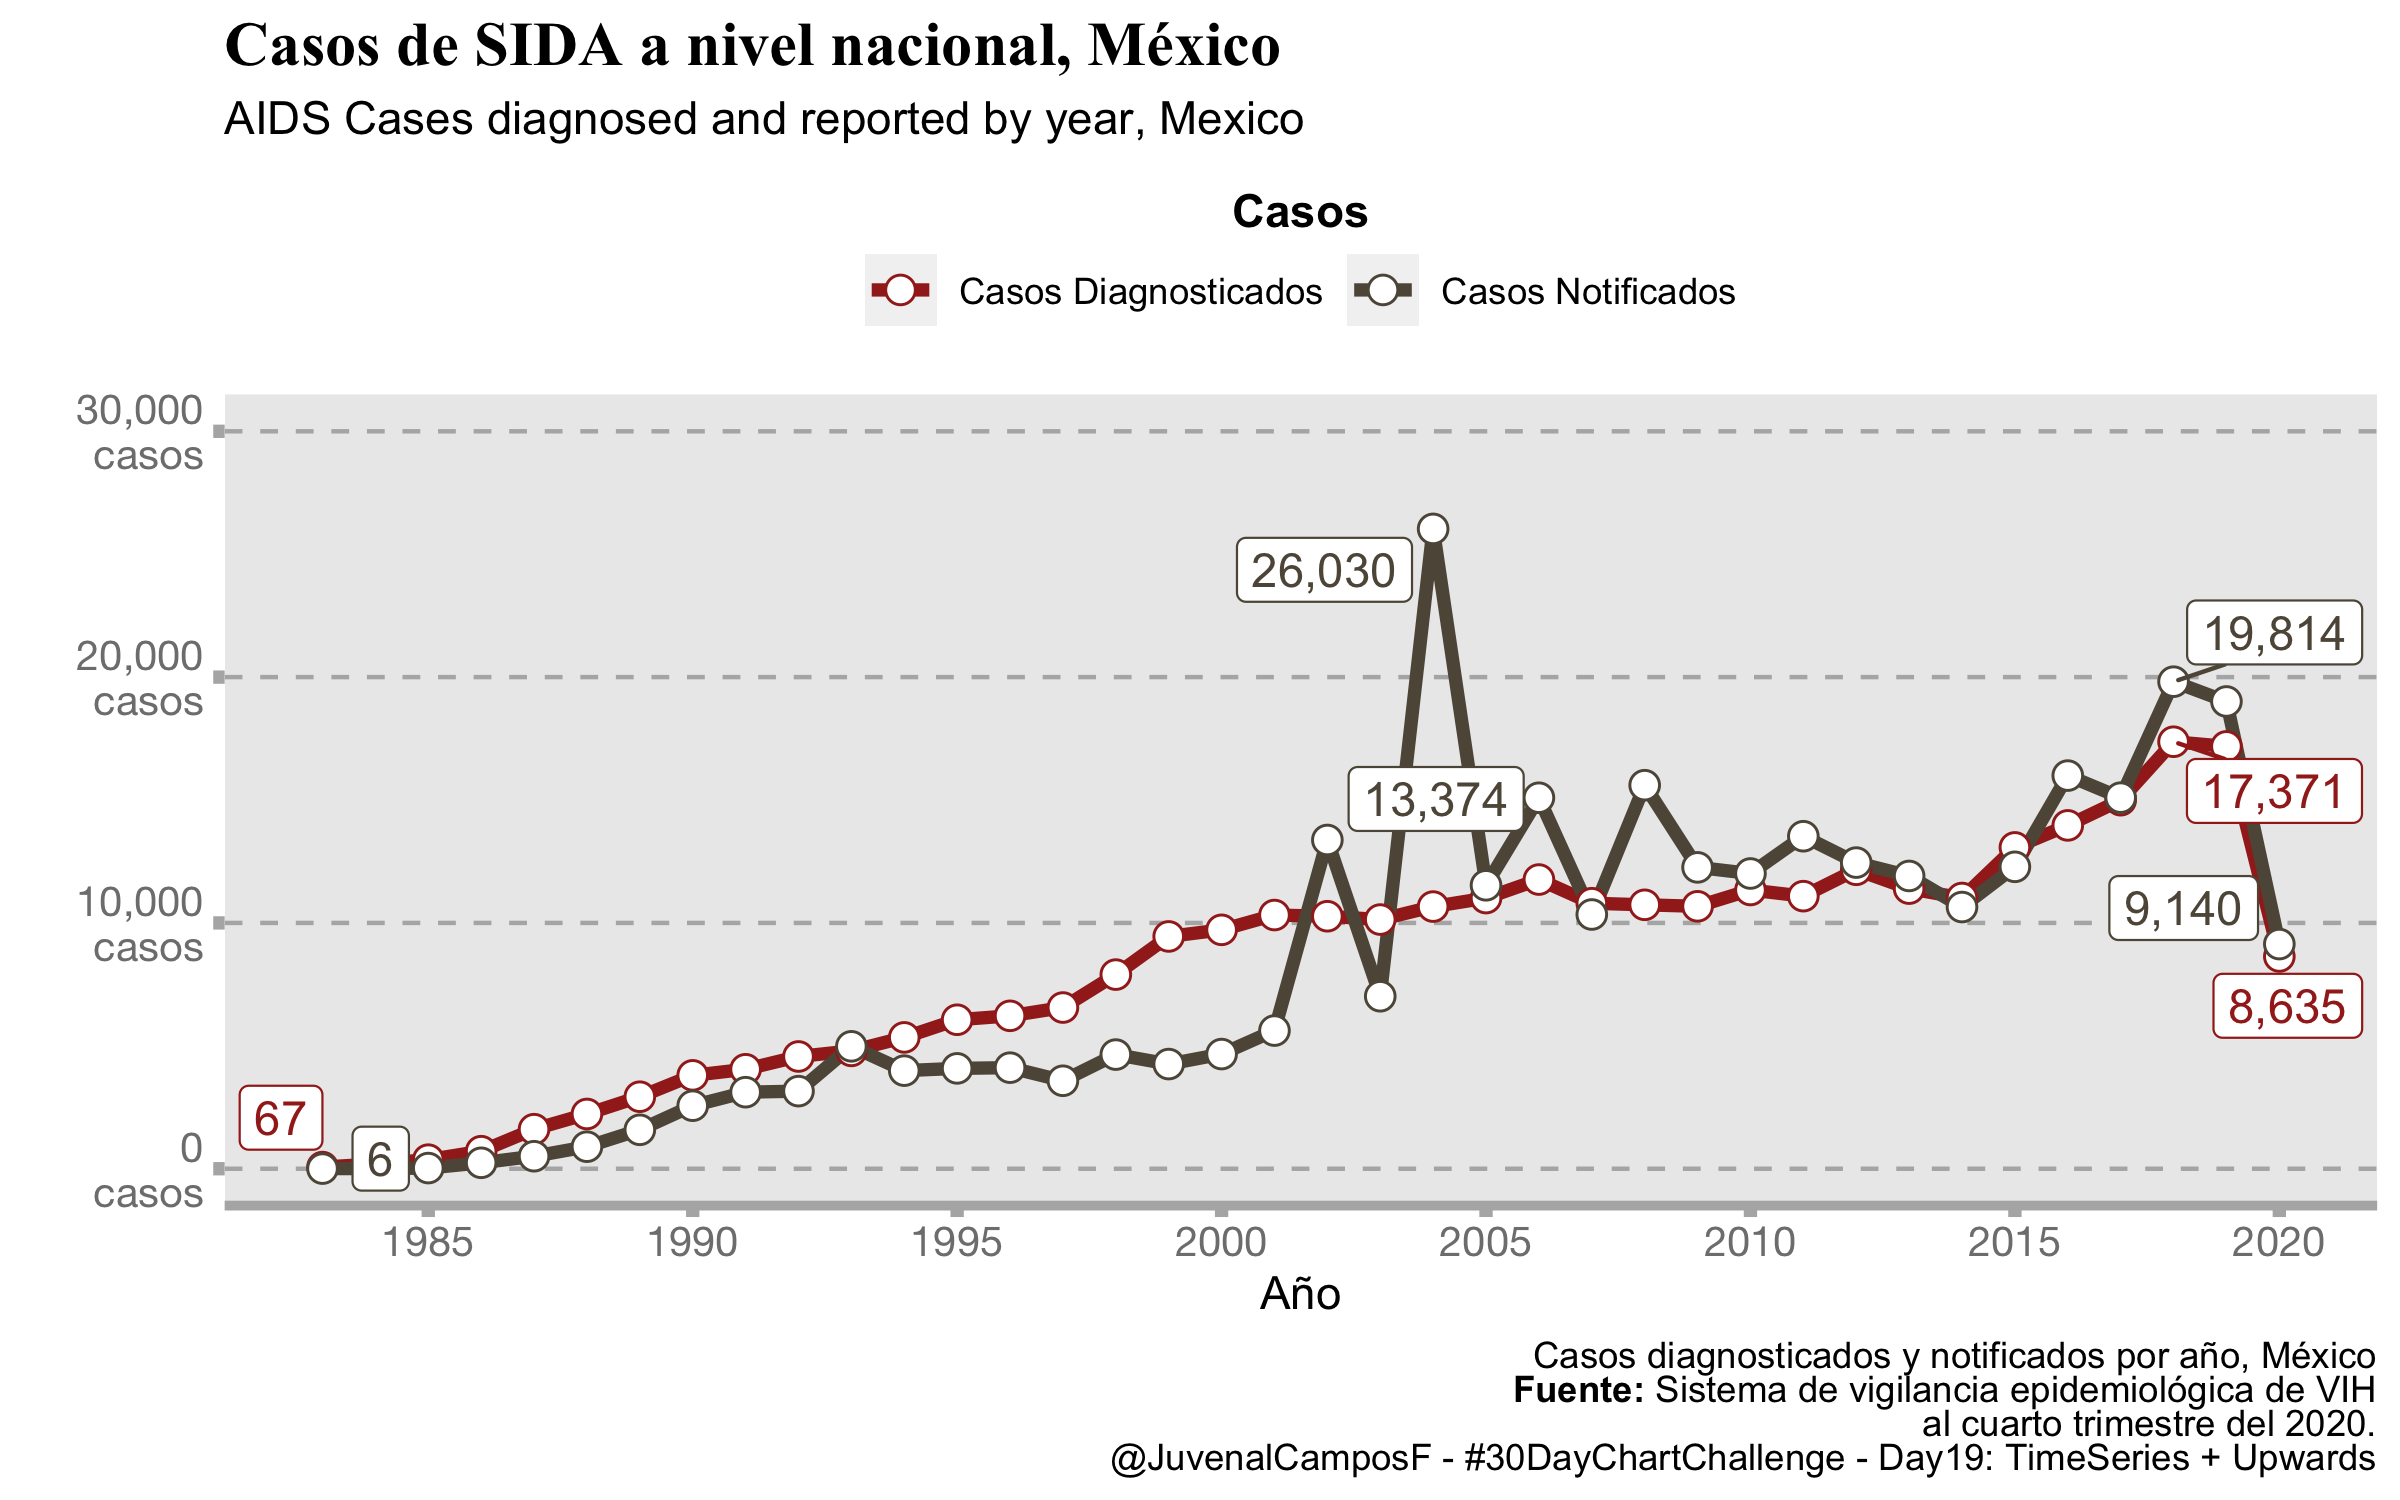 Casos de SIDA a nivel nacional, México
AIDS Cases diagnosed and reported by year, Mexico
Casos
Casos Diagnosticados
Casos Notificados
30,000
casos
20,000
casos
10,000
casos
0
casos
26,030
19,814
13,374
17,371
9,140
8,635
67
6
1985
1990
1995
2000
2005
2010
2015
2020
Año
Casos diagnosticados y notificados por año, México
Fuente: Sistema de vigilancia epidemiológica de VIH
al cuarto trimestre del 2020.
@JuvenalCamposF - #30DayChartChallenge - Day19: TimeSeries + Upwards